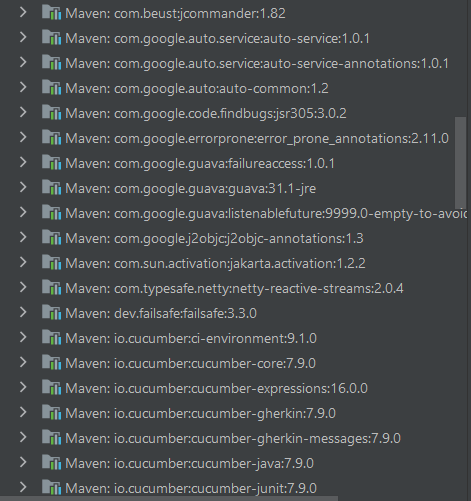 Maven: com.beust:jcommander:1.82
Maven: com.google.auto.service:auto-service:1.0.1
Maven: com.google.auto.service:auto-service-annotations:1.0.1
Maven: com.google.auto:auto-common:1.2
Maven: com.google.code.findbugs:jsr305:3.0.2
Maven: com.google.errorprone:error_prone_annotations:2.11.0
Maven: com.google.guava:failureaccess:1.0.1
Maven: com.google.guava:guava:31.1-jre
Maven: com.google.guava:listenablefuture:9999.0-empty-to-avoid
Maven: com.google.j2objc:j2objc-annotations:1.3
Maven: com.sun.activation:jakarta.activation:1.2.2
Maven: com.typesafe.netty:netty-reactive-streams:2.0.4
Maven: dev.failsafe:failsafe:3.3.0
Maven: io.cucumber:ci-environment:9.1.0
Maven: io.cucumber:cucumber-core:7.9.0
Maven: io.cucumber:cucumber-expressions:16.0.0
Maven: io.cucumber:cucumber-gherkin:7.9.0
Maven: io.cucumber:cucumber-gherkin-messages:7.9.0
Maven: io.cucumber:cucumber-java:7.9.0
Maven: io.cucumber:cucumber-junit:7.9.0